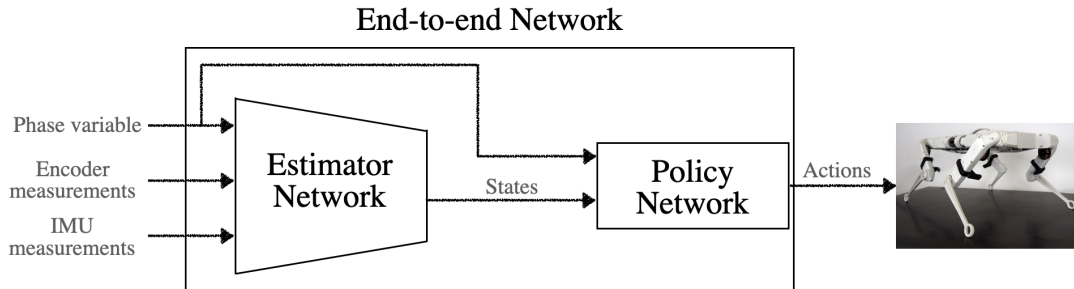 End-to-end Network
Phase variable
Encoder
measurements
IMU
measurements
Estimator
Network
States
Policy
Network
Actions